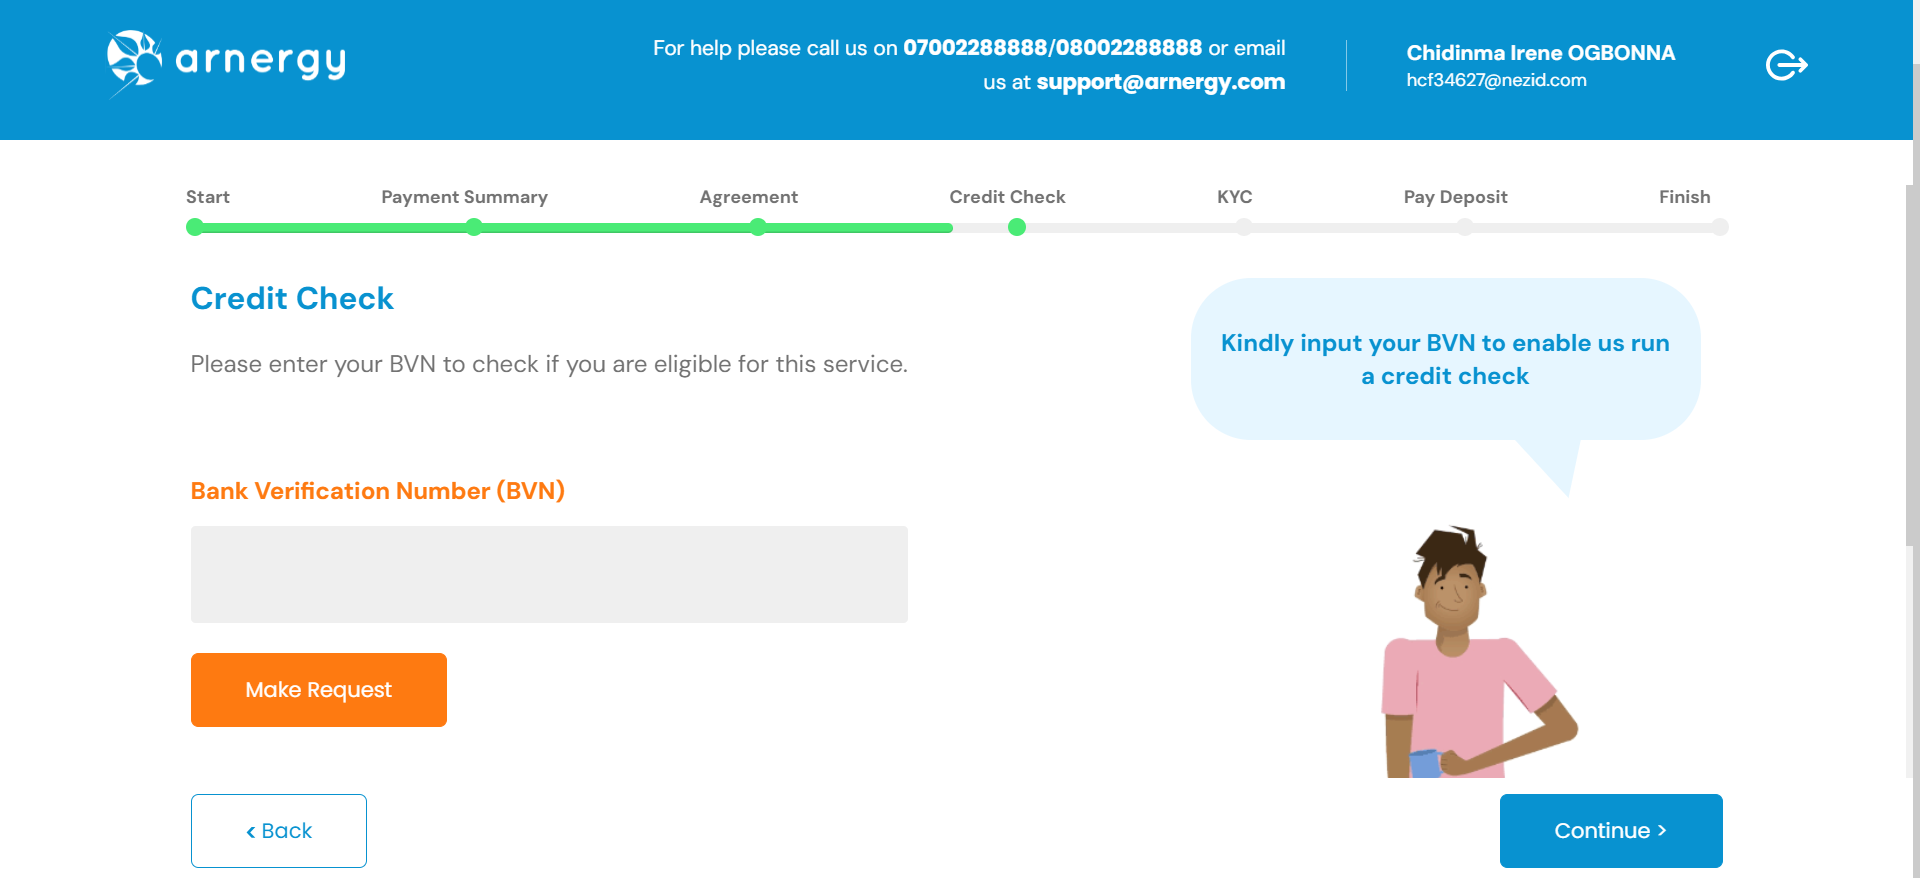 arnergy
For help please call us on 07002288888/08002288888 or email
us at support@arnergy.com
Chidinma Irene OGBONNA
hcf34627@nezid.com
Start
Payment Summary
Agreement
Credit Check
KYC
Pay Deposit
Finish
Credit Check
Please enter your BVN to check if you are eligible for this service.
Kindly input your BVN to enable us run
a credit check
Bank Verification Number (BVN)
Make Request
< Back
Continue >